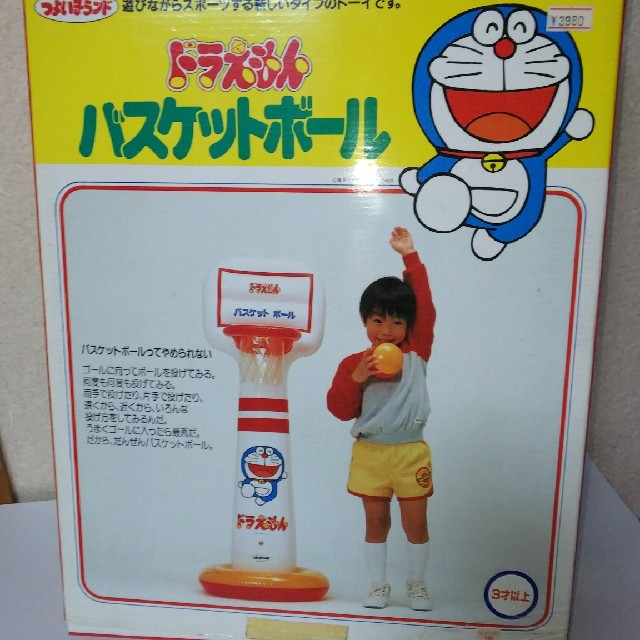 つよい子ランド
遊びながらスポーツする新しいタイプのトーイです。
¥3980
ドラえもん
バスケットボール
ドラえもん
バスケット ボール
バスケットボールってやめられない
ゴールに向ってボールを投げてみる。
何度も何度も投げてみる。
両手で投げたり、片手で投げたり、
遠くから、近くから、いろんな
投げ方をしてみるんだ。
うまくゴールに入ったら最高だ。
だから、だんぜんバスケットボール。
ドラえもん
3才以上